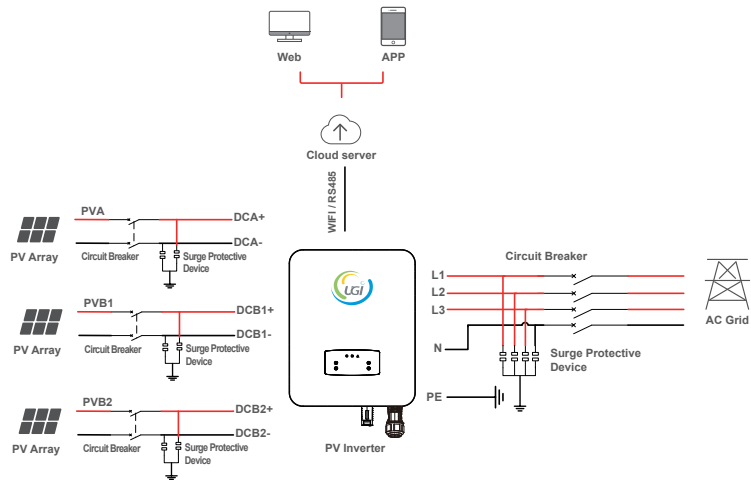 Web
APP
Cloud server
WIFI / RS485
PVA
DCA+
DCA-
PV Array
Circuit Breaker
Surge Protective
Device
PVB1
DCB1+
DCB1-
PV Array
Circuit Breaker
Surge Protective
Device
PVB2
DCB2+
DCB2-
PV Array
Circuit Breaker
Surge Protective
Device
UGI
PV Inverter
Circuit Breaker
L1
L2
L3
N
PE
Surge Protective
Device
AC Grid